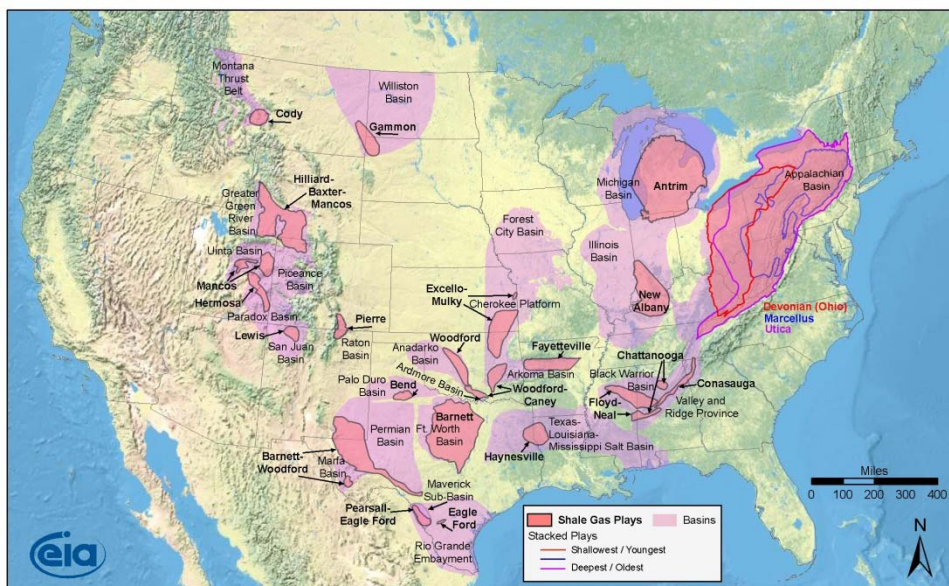 Montana
Thrust
Belt
Cody
Williston
Basin
Gammon
Hilliard-
Baxter-
Mancos
Greater
Green
River
Basin
Uinta Basin
Mancos
Piceance
Basin
Hermosa
Paradox Basin
Lewis
San Juan
Basin
Pierre
Raton
Basin
Michigan
Basin
Antrim
Appalachian
Basin
Forest
City Basin
Illinois
Basin
Excello-
Mulky
Cherokee Platform
New
Albany
Devonian (Ohio)
Marcellus
Utica
Woodford
Anadarko
Basin
Ardmore Basin
Fayetteville
Arkoma Basin
Woodford-
Caney
Chattanooga
Black Warrior
Basin
Floyd-
Neal
Conasauga
Valley and
Ridge Province
Palo Duro
Basin
Bend
Permian
Basin
Barnett
Ft. Worth
Basin
Haynesville
Texas-
Louisiana-
Mississippi Salt Basin
Barnett-
Woodford
Marfa
Basin
Maverick
Sub-Basin
Pearsall-
Eagle Ford
Eagle
Ford
Rio Grande
Embayment
Miles
0 100 200 300 400
Shale Gas Plays
Basins
Stacked Plays
Shallowest / Youngest
Deepest / Oldest
N
eia